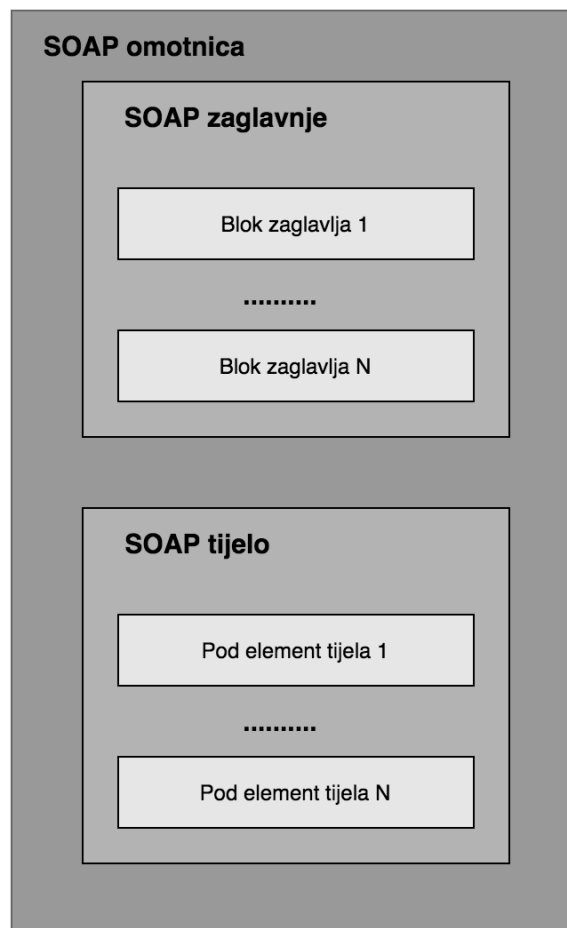 SOAP omotnica
SOAP zaglavnje
Blok zaglavlja 1
..........
Blok zaglavlja N
SOAP tijelo
Pod element tijela 1
..........
Pod element tijela N